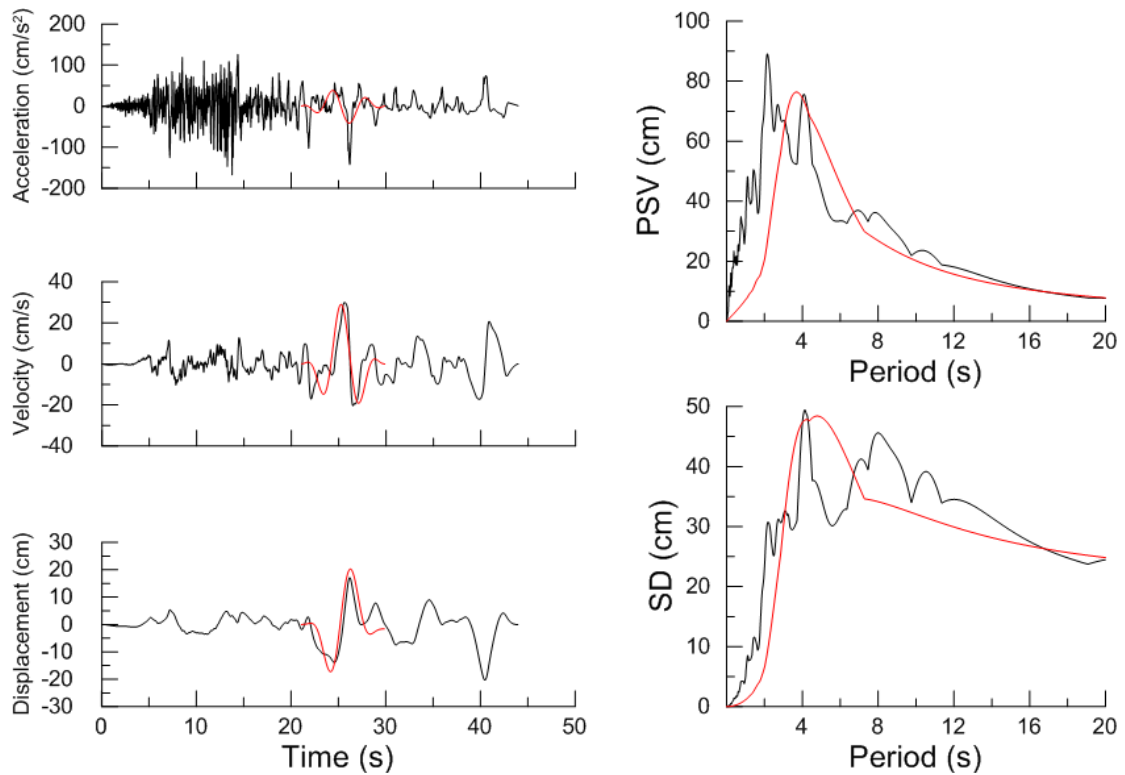 200
100
0
-100
-200
Acceleration (cm/s²)
40
20
0
-20
-40
Velocity (cm/s)
30
20
10
0
-10
-20
-30
Displacement (cm)
0 10 20 30 40 50
Time (s)
100
80
60
40
20
0
PSV (cm)
4 8 12 16 20
Period (s)
50
40
30
20
10
0
SD (cm)
4 8 12 16 20
Period (s)